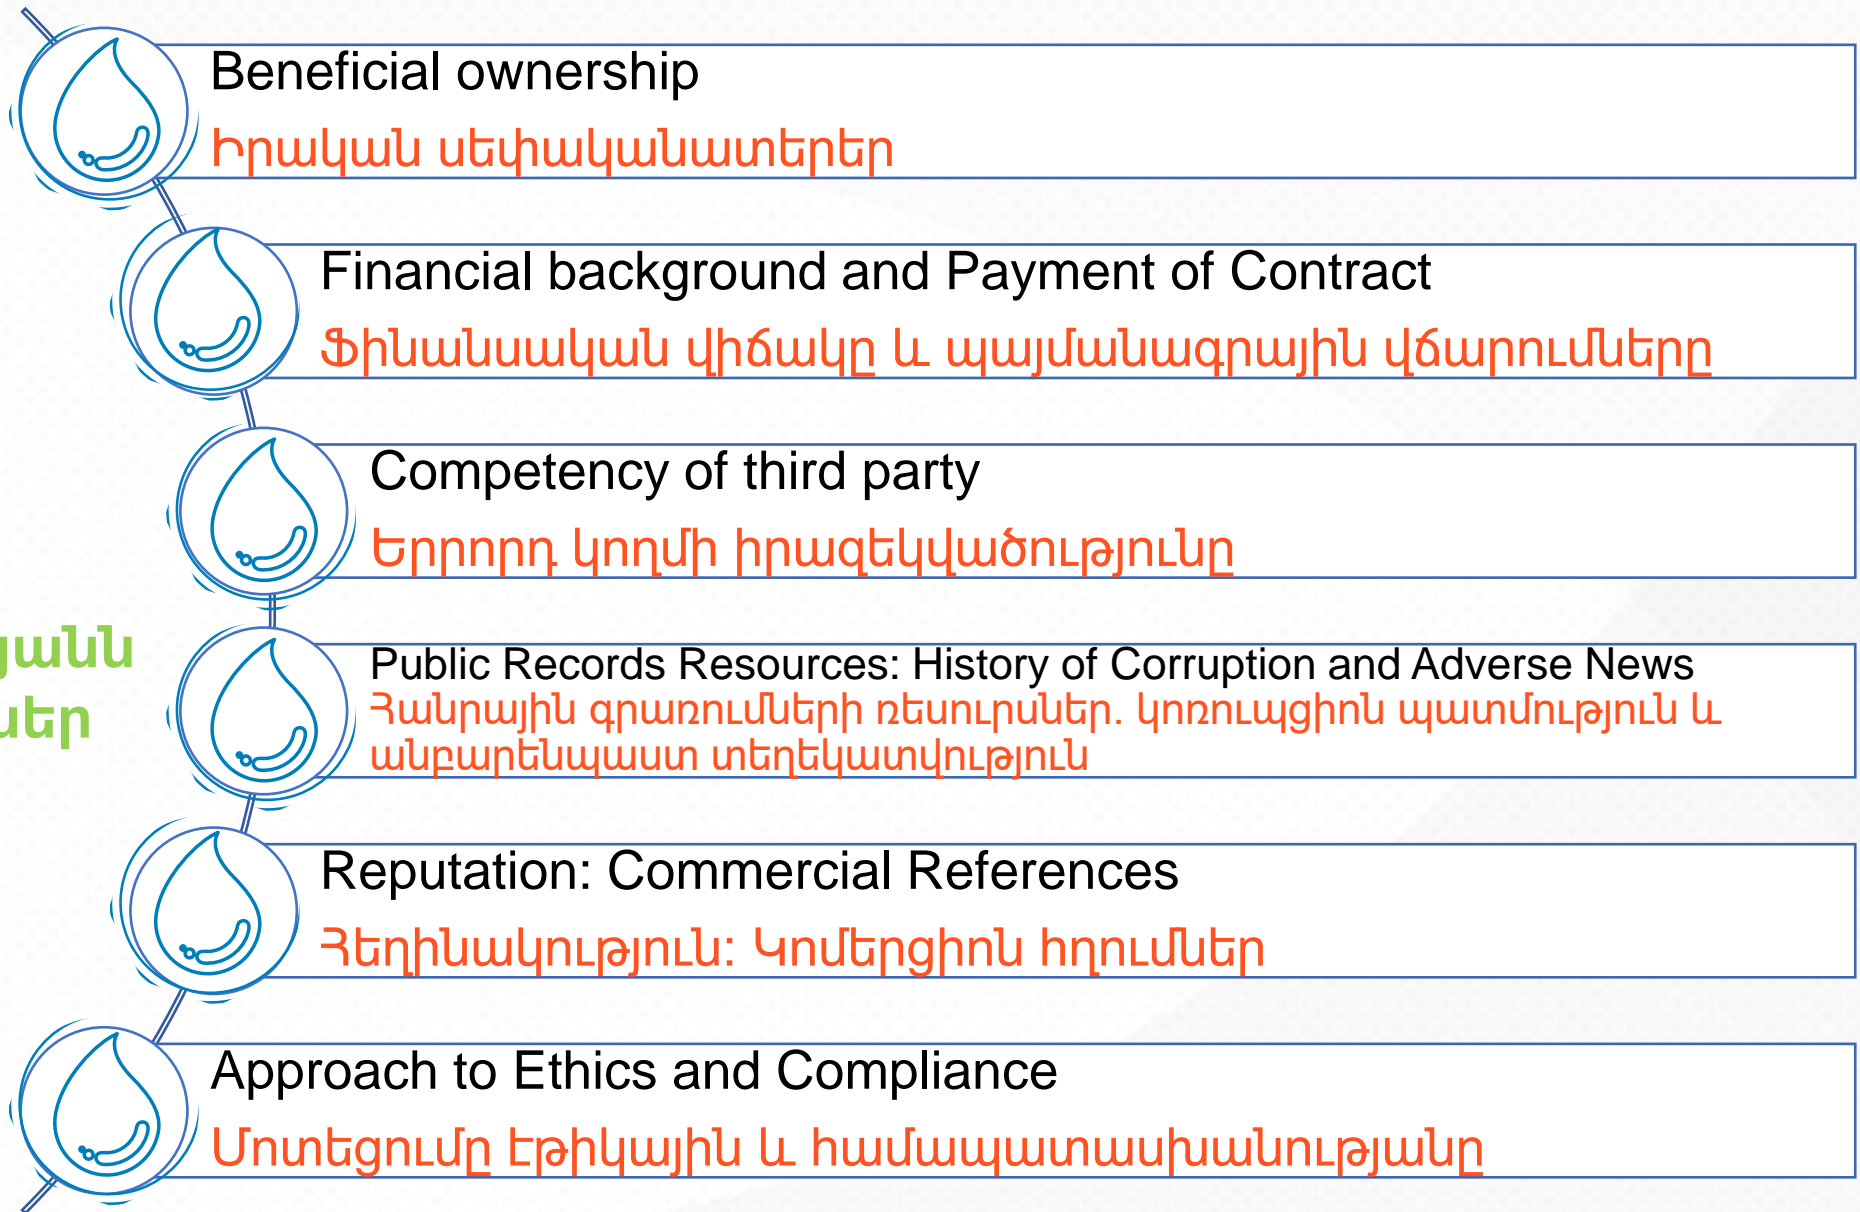 Beneficial ownership
Իրական սեփականատերեր
Financial background and Payment of Contract
Ֆինանսական վիճակը և պայմանագրային վճարումները
Competency of third party
Երրորդ կողմի իրազեկվածությունը
Public Records Resources: History of Corruption and Adverse News
Հանրային գրառումների ռեսուրսներ. կոռուպցիոն պատմություն և
անբարենպաստ տեղեկատվություն
Reputation: Commercial References
Հեղինակություն: Կոմերցիոն հղումներ
Approach to Ethics and Compliance
Մոտեցումը էթիկային և համապատասխանությանը